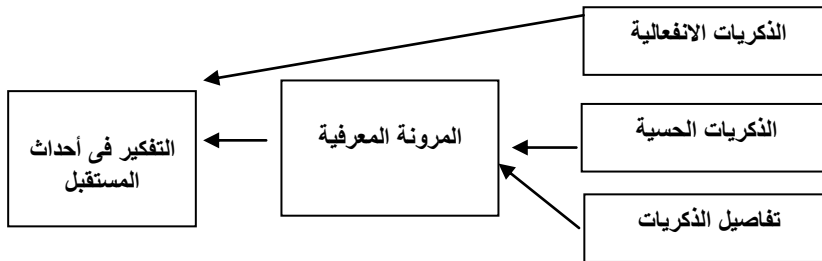 الذكريات الانفعالية
الذكريات الحسية
تفاصيل الذكريات
المرونة المعرفية
التفكير فى أحداث
المستقبل